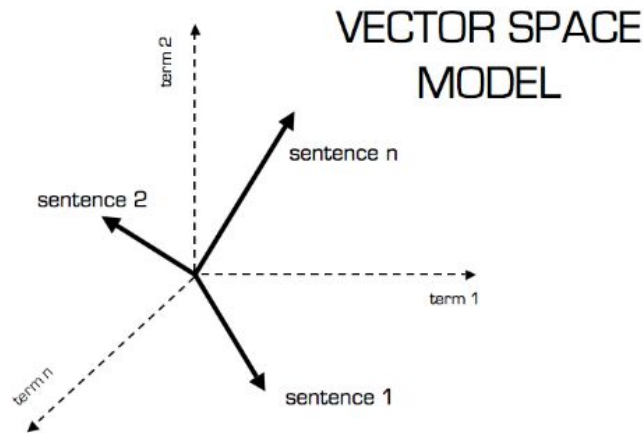 VECTOR SPACE
MODEL
term 2
sentence n
sentence 2
term 1
term n
sentence 1